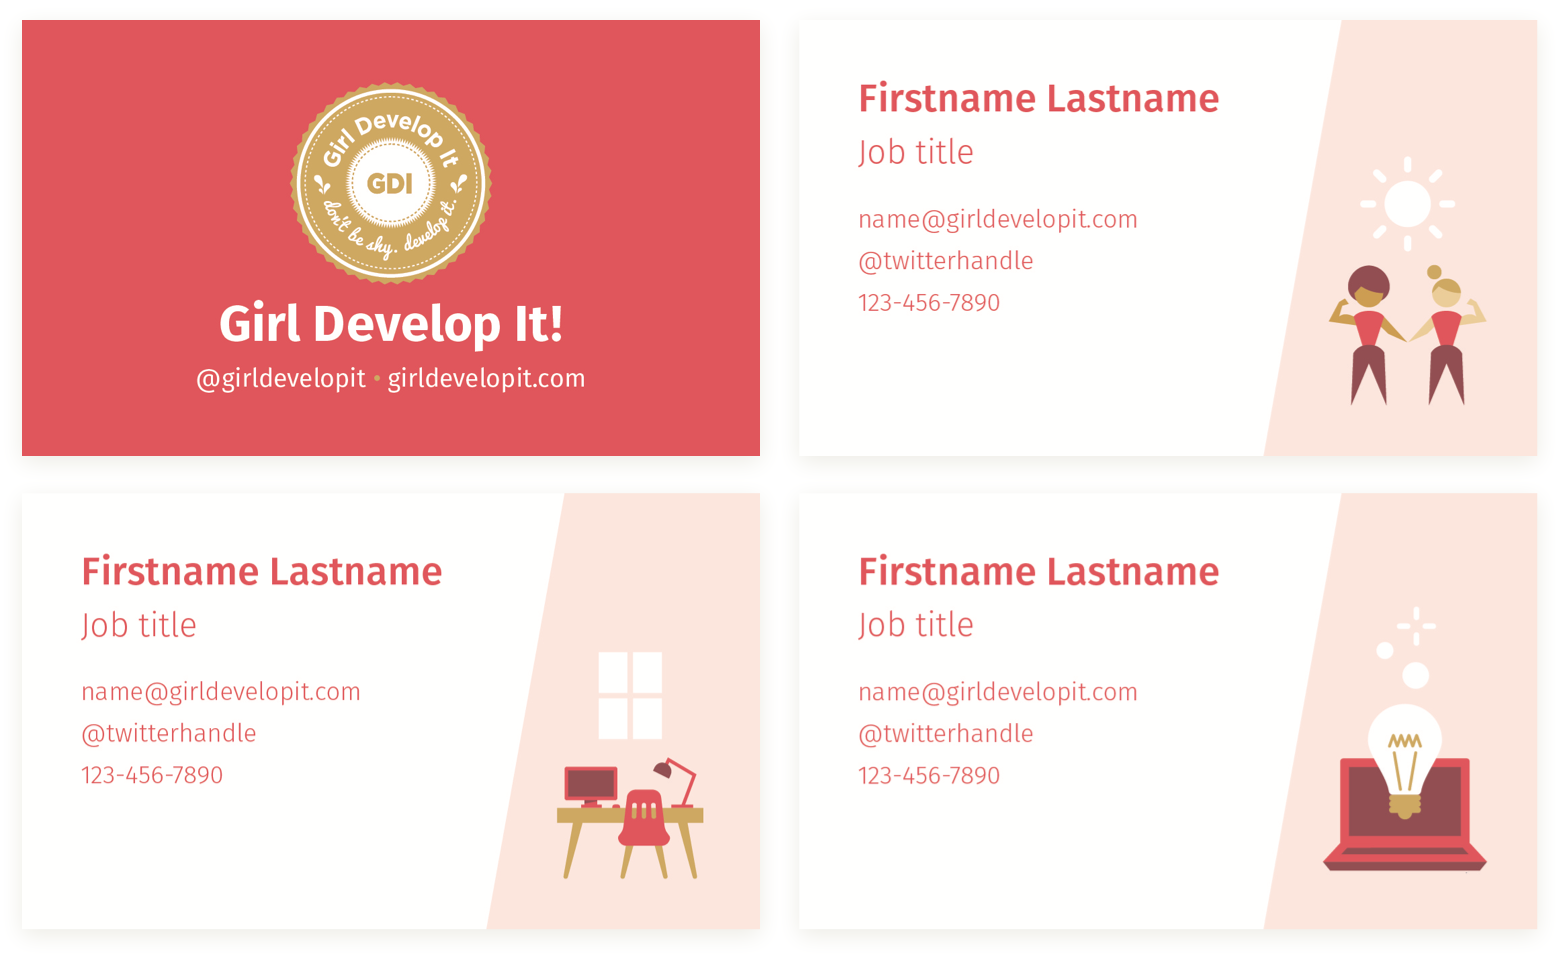 Girl Develop It
GDI
don't be shy. develop it.
Girl Develop It!
@girldevelopit • girldevelopit.com
Firstname Lastname
Job title
name@girldevelopit.com
@twitterhandle
123-456-7890
Firstname Lastname
Job title
name@girldevelopit.com
@twitterhandle
123-456-7890
Firstname Lastname
Job title
name@girldevelopit.com
@twitterhandle
123-456-7890